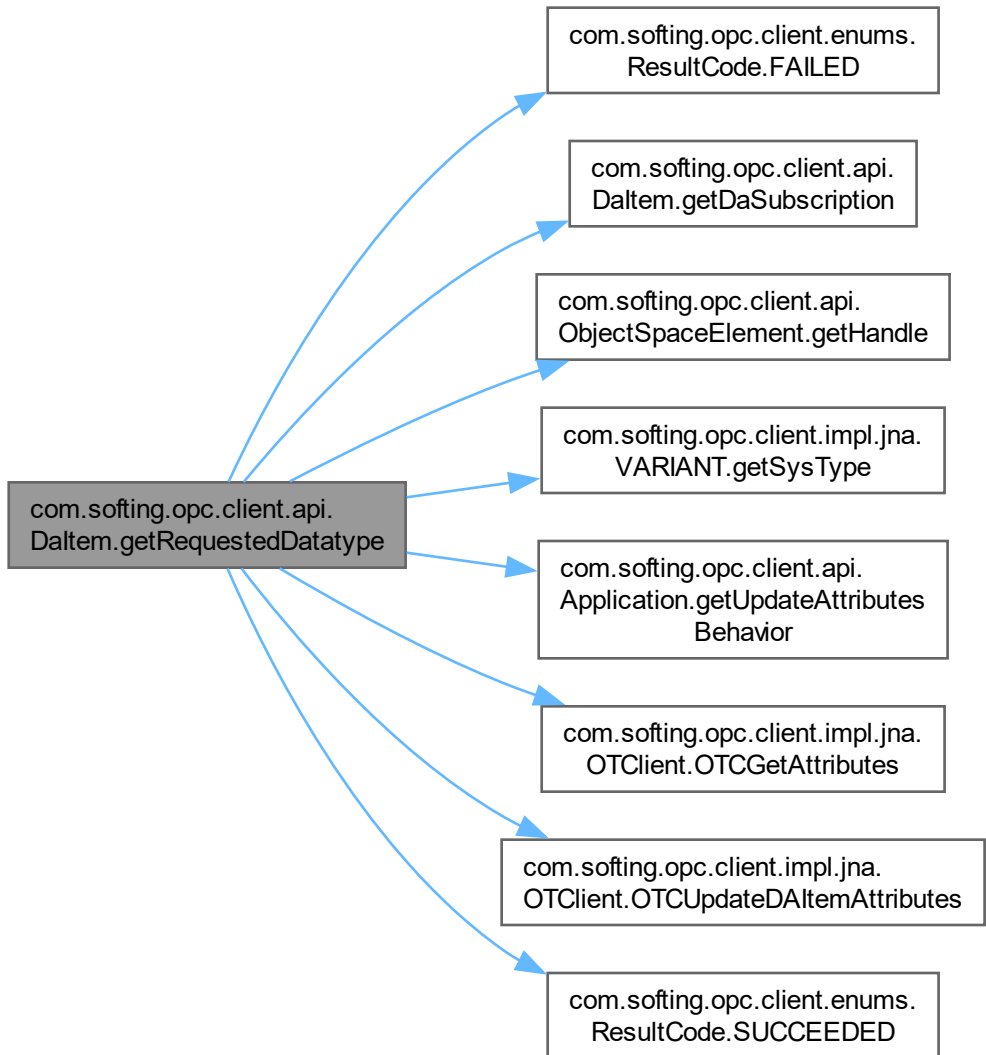 com.softing.opc.client.enums.
ResultCode.FAILED
com.softing.opc.client.api.
DaItem.getDaSubscription
com.softing.opc.client.api.
ObjectSpaceElement.getHandle
com.softing.opc.client.impl.jna.
VARIANT.getSysType
com.softing.opc.client.api.
DaItem.getRequestedDatatype
com.softing.opc.client.api.
Application.getUpdateAttributes
Behavior
com.softing.opc.client.impl.jna.
OTClient.OTCGetAttributes
com.softing.opc.client.impl.jna.
OTClient.OTCUpdateDAItemAttributes
com.softing.opc.client.enums.
ResultCode.SUCCEEDED